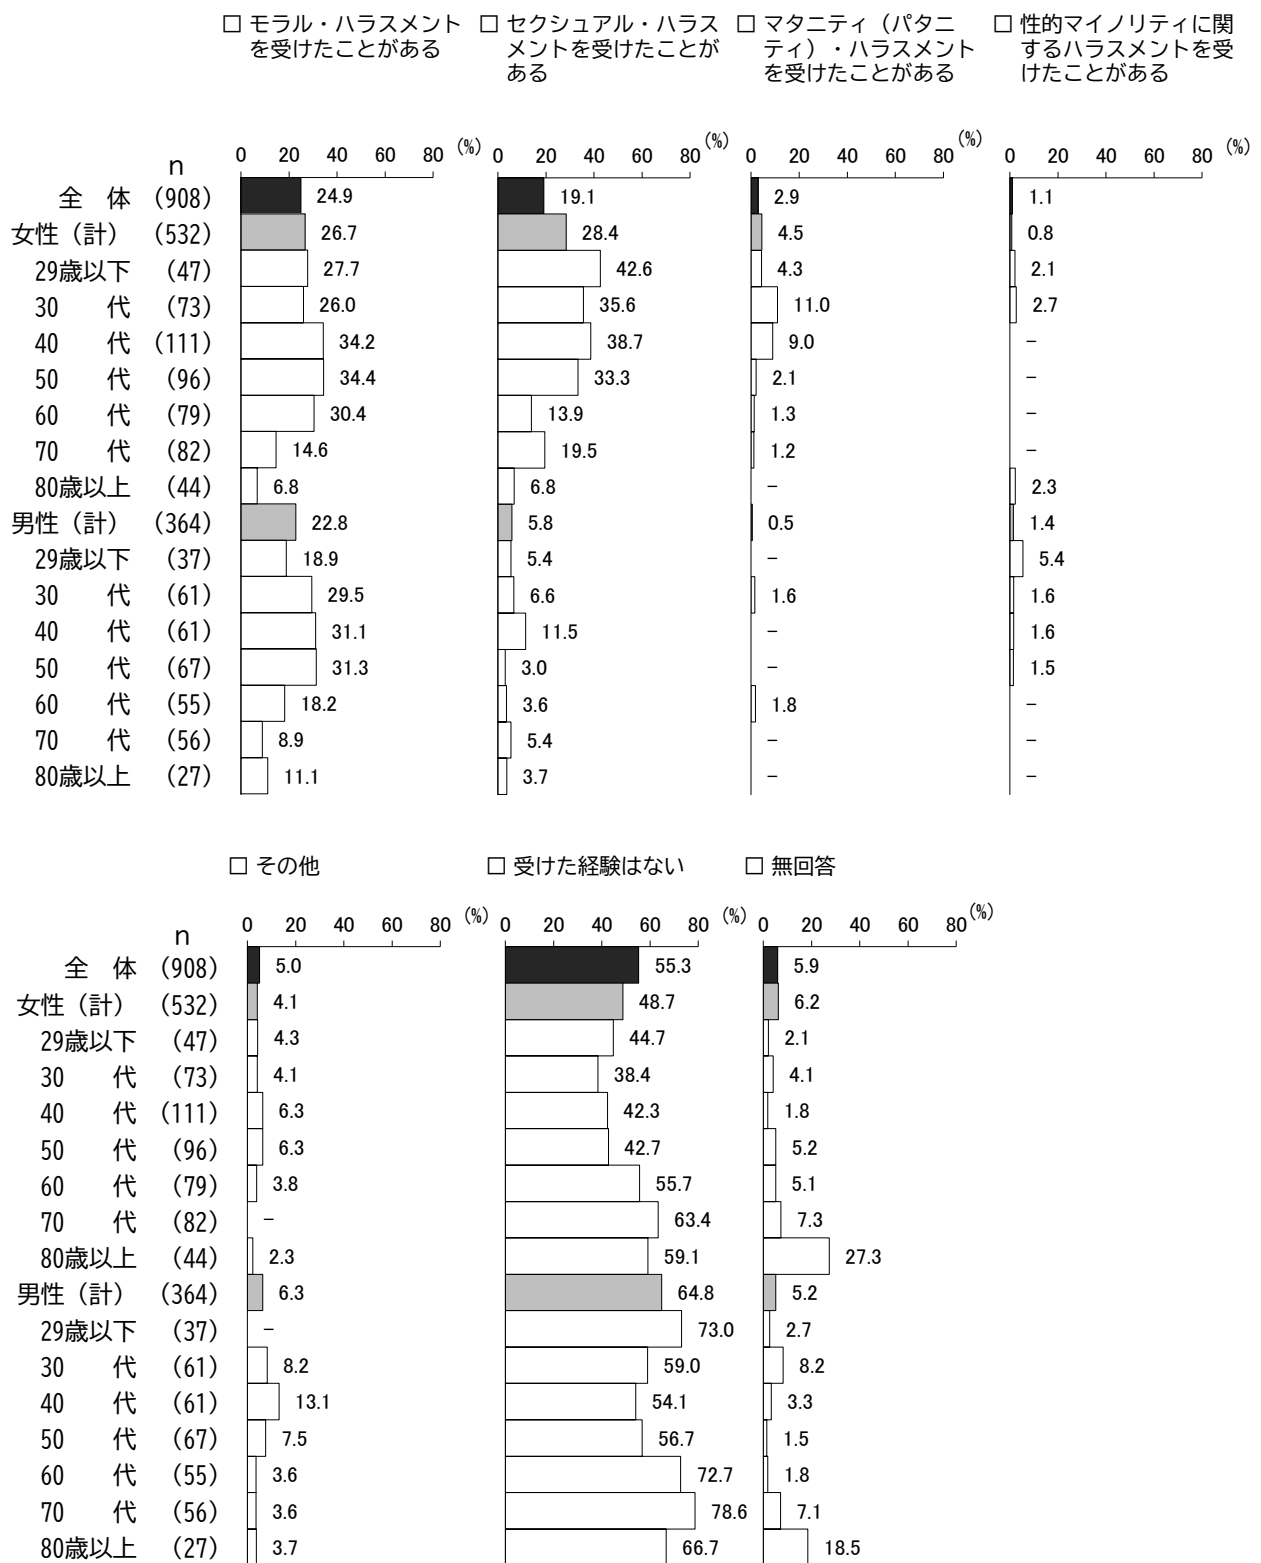 □ モラル・ハラスメント
を受けたことがある
□ セクシュアル・ハラス
メントを受けたことが
ある
□ マタニティ（パタニ
ティ）・ハラスメント
を受けたことがある
□ 性的マイノリティに関
するハラスメントを受
けたことがある
n 0 20 40 60 80 (%) 0 20 40 60 80 (%) 0 20 40 60 80 (%) 0 20 40 60 80 (%)
全　体 (908) 24.9 19.1 2.9 1.1
女性（計） (532) 26.7 28.4 4.5 0.8
29歳以下 (47) 27.7 42.6 4.3 2.1
30　代 (73) 26.0 35.6 11.0 2.7
40　代 (111) 34.2 38.7 9.0 −
50　代 (96) 34.4 33.3 2.1 −
60　代 (79) 30.4 13.9 1.3 −
70　代 (82) 14.6 19.5 1.2 −
80歳以上 (44) 6.8 6.8 − 2.3
男性（計） (364) 22.8 5.8 0.5 1.4
29歳以下 (37) 18.9 5.4 − 5.4
30　代 (61) 29.5 6.6 1.6 1.6
40　代 (61) 31.1 11.5 − 1.6
50　代 (67) 31.3 3.0 − 1.5
60　代 (55) 18.2 3.6 1.8 −
70　代 (56) 8.9 5.4 − −
80歳以上 (27) 11.1 3.7 − −
□ その他
□ 受けた経験はない
□ 無回答
n 0 20 40 60 80 (%) 0 20 40 60 80 (%) 0 20 40 60 80 (%)
全　体 (908) 5.0 55.3 5.9
女性（計） (532) 4.1 48.7 6.2
29歳以下 (47) 4.3 44.7 2.1
30　代 (73) 4.1 38.4 4.1
40　代 (111) 6.3 42.3 1.8
50　代 (96) 6.3 42.7 5.2
60　代 (79) 3.8 55.7 5.1
70　代 (82) − 63.4 7.3
80歳以上 (44) 2.3 59.1 27.3
男性（計） (364) 6.3 64.8 5.2
29歳以下 (37) − 73.0 2.7
30　代 (61) 8.2 59.0 8.2
40　代 (61) 13.1 54.1 3.3
50　代 (67) 7.5 56.7 1.5
60　代 (55) 3.6 72.7 1.8
70　代 (56) 3.6 78.6 7.1
80歳以上 (27) 3.7 66.7 18.5